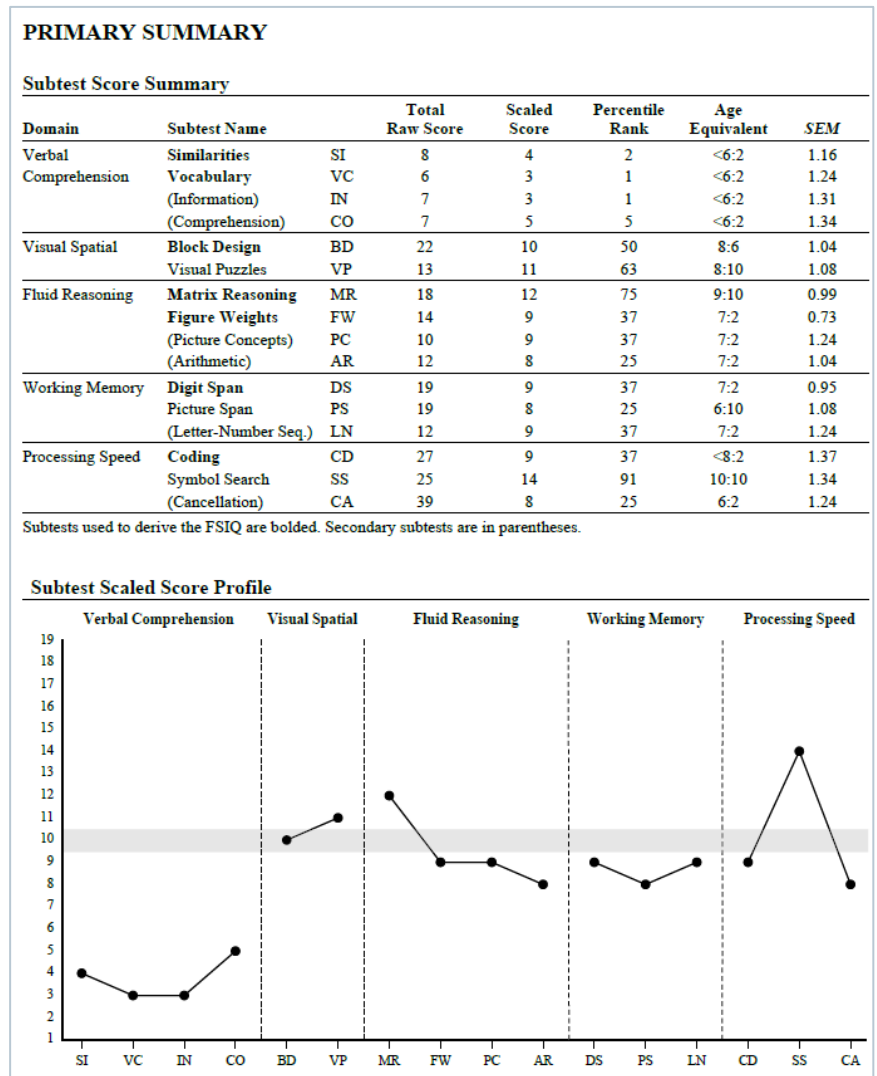 PRIMARY SUMMARY
Subtest Score Summary
Domain Subtest Name Total Raw Score Scaled Score Percentile Rank Age Equivalent SEM
Verbal Comprehension Similarities SI 8 4 2 <6:2 1.16
Vocabulary VC 6 3 1 <6:2 1.24
(Information) IN 7 3 1 <6:2 1.31
(Comprehension) CO 7 5 5 <6:2 1.34
Visual Spatial Block Design BD 22 10 50 8:6 1.04
Visual Puzzles VP 13 11 63 8:10 1.08
Fluid Reasoning Matrix Reasoning MR 18 12 75 9:10 0.99
Figure Weights FW 14 9 37 7:2 0.73
(Picture Concepts) PC 10 9 37 7:2 1.24
(Arithmetic) AR 12 8 25 7:2 1.04
Working Memory Digit Span DS 19 9 37 7:2 0.95
Picture Span PS 19 8 25 6:10 1.08
(Letter-Number Seq.) LN 12 9 37 7:2 1.24
Processing Speed Coding CD 27 9 37 <8:2 1.37
Symbol Search SS 25 14 91 10:10 1.34
(Cancellation) CA 39 8 25 6:2 1.24
Subtests used to derive the FSIQ are bolded. Secondary subtests are in parentheses.
Subtest Scaled Score Profile
Verbal Comprehension Visual Spatial Fluid Reasoning Working Memory Processing Speed
19
18
17
16
15
14
13
12
11
10
9
8
7
6
5
4
3
2
1
SI VC IN CO BD VP MR FW PC AR DS PS LN CD SS CA